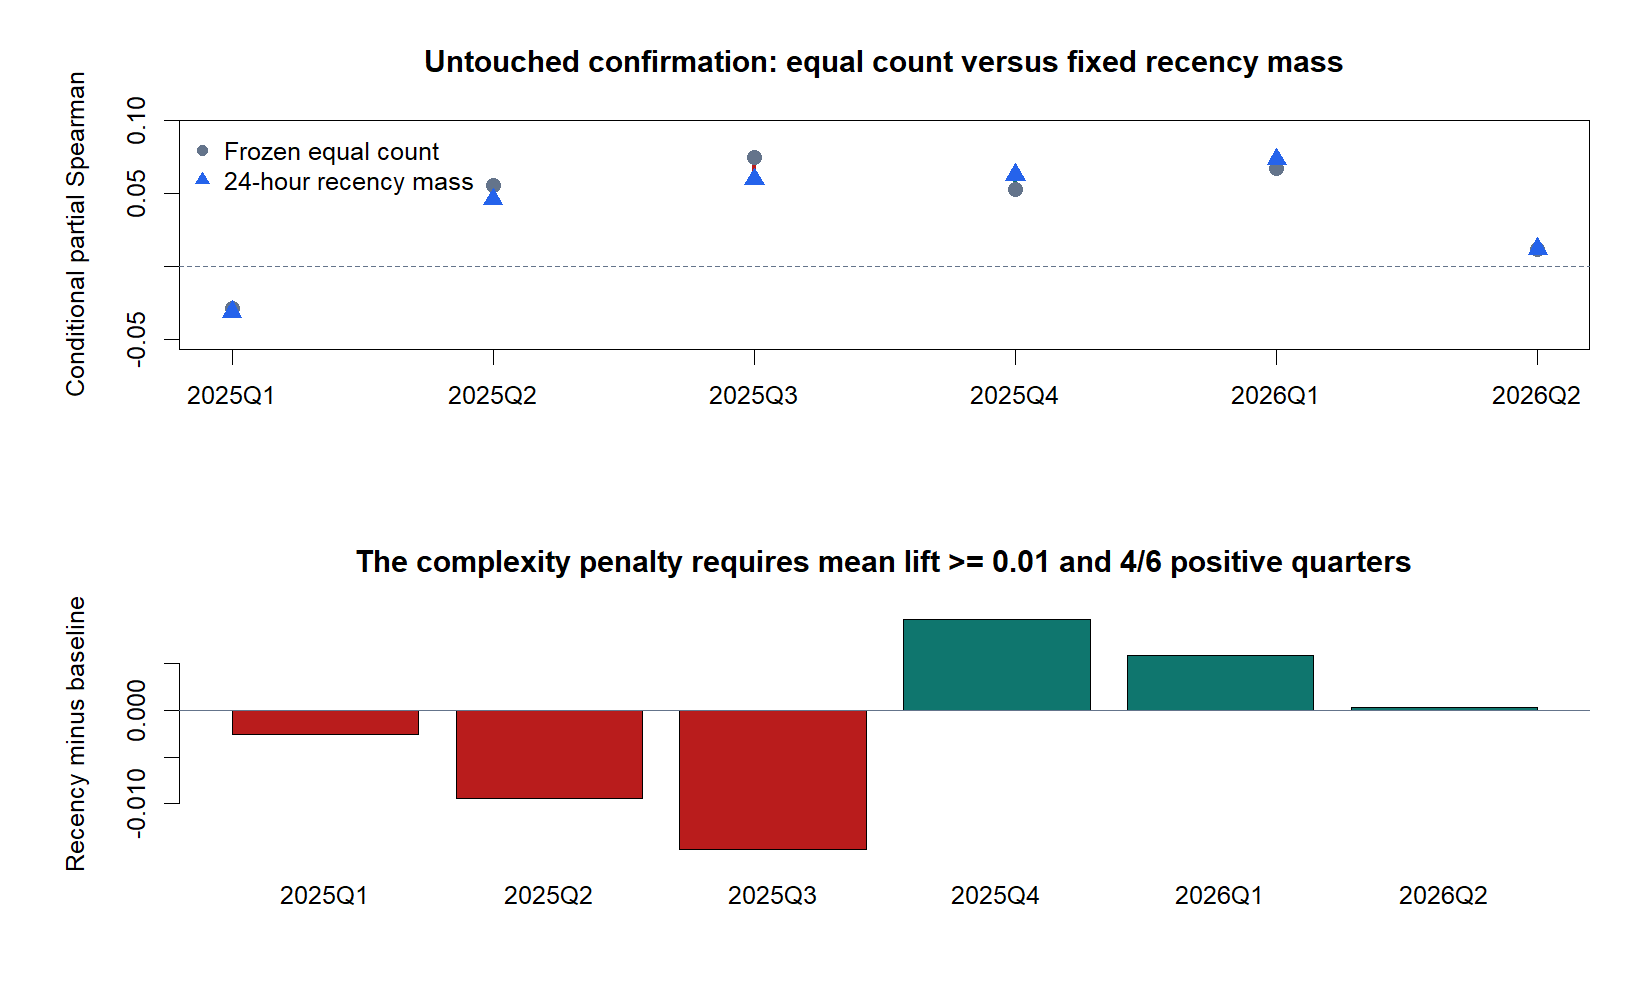 Untouched confirmation: equal count versus fixed recency mass
Conditional partial Spearman
0.10
0.05
-0.05
Frozen equal count
24-hour recency mass
2025Q1
2025Q2
2025Q3
2025Q4
2026Q1
2026Q2
The complexity penalty requires mean lift >= 0.01 and 4/6 positive quarters
Recency minus baseline
0.000
-0.010
2025Q1
2025Q2
2025Q3
2025Q4
2026Q1
2026Q2